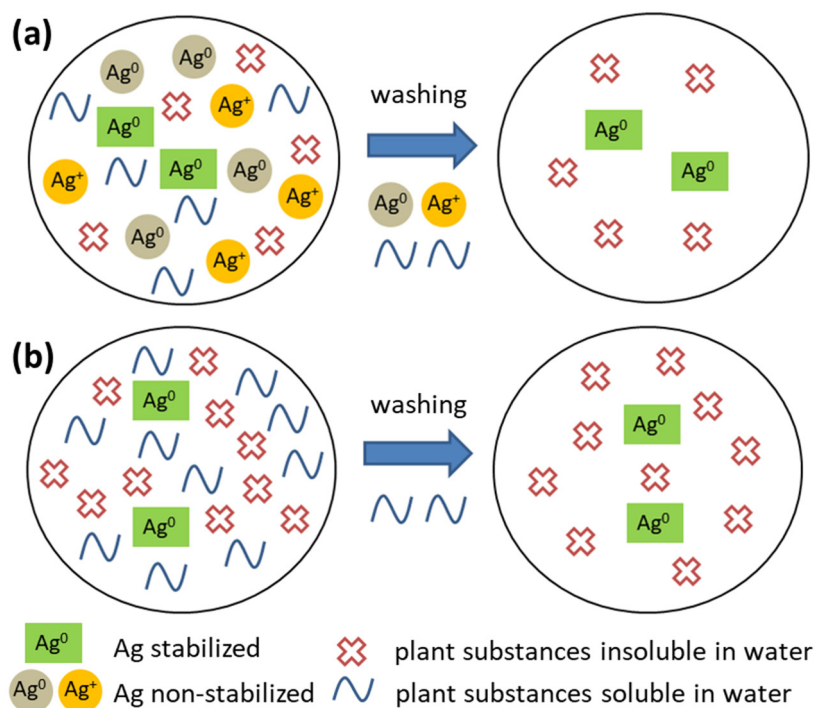 (a)
Ag⁰
Ag⁰
Ag⁰
Ag⁺
washing
Ag⁰
Ag⁰
Ag⁰
Ag⁺
Ag⁺
Ag⁰
Ag⁺
Ag⁰
Ag⁺
Ag⁰
Ag⁰
(b)
Ag⁰
Ag⁰
washing
Ag⁰
Ag⁰
Ag⁰ Ag stabilized
plant substances insoluble in water
Ag⁰ Ag⁺ Ag non-stabilized
plant substances soluble in water